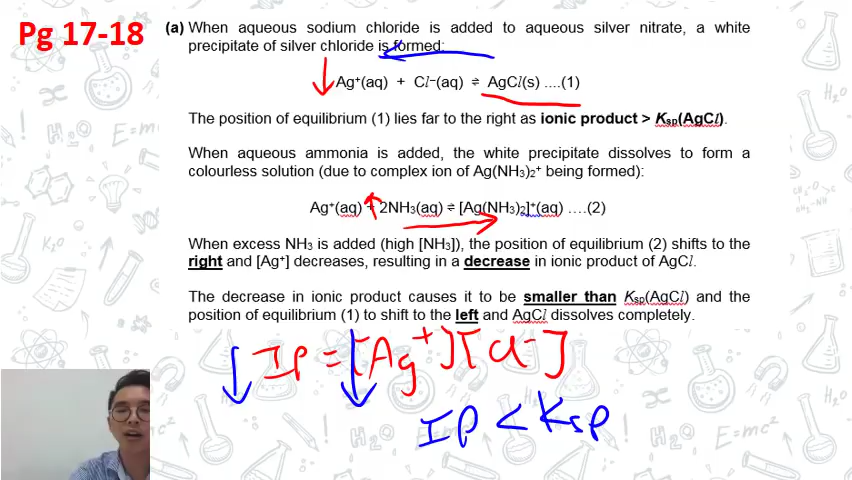 Pg 17-18
(a) When aqueous sodium chloride is added to aqueous silver nitrate, a white
precipitate of silver chloride is formed:
Ag⁺(aq) + Cl⁻(aq) ⇌ AgCl(s) ....(1)
The position of equilibrium (1) lies far to the right as ionic product > Ksp(AgCl).
When aqueous ammonia is added, the white precipitate dissolves to form a
colourless solution (due to complex ion of Ag(NH₃)₂⁺ being formed):
Ag⁺(aq) + 2NH₃(aq) ⇌ [Ag(NH₃)₂]⁺(aq) ....(2)
When excess NH₃ is added (high [NH₃]), the position of equilibrium (2) shifts to the
right and [Ag⁺] decreases, resulting in a decrease in ionic product of AgCl.
The decrease in ionic product causes it to be smaller than Ksp(AgCl) and the
position of equilibrium (1) to shift to the left and AgCl dissolves completely.
IP = [Ag⁺][Cl⁻]
IP < Ksp